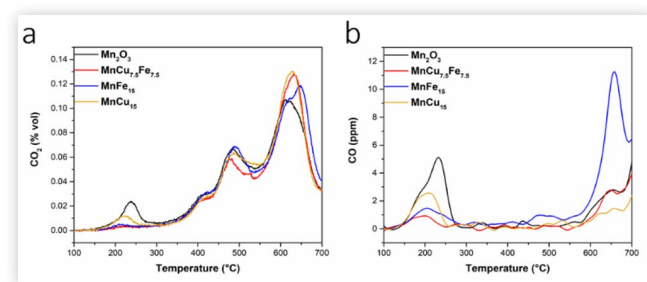 a
b
Mn₂O₃
MnCu₇.₅Fe₇.₅
MnFe₁₅
MnCu₁₅
CO₂ (% vol)
0.14
0.12
0.10
0.08
0.06
0.04
0.02
0.00
100 200 300 400 500 600 700
Temperature (°C)
Mn₂O₃
MnCu₇.₅Fe₇.₅
MnFe₁₅
MnCu₁₅
CO (ppm)
12
10
8
6
4
2
0
100 200 300 400 500 600 700
Temperature (°C)